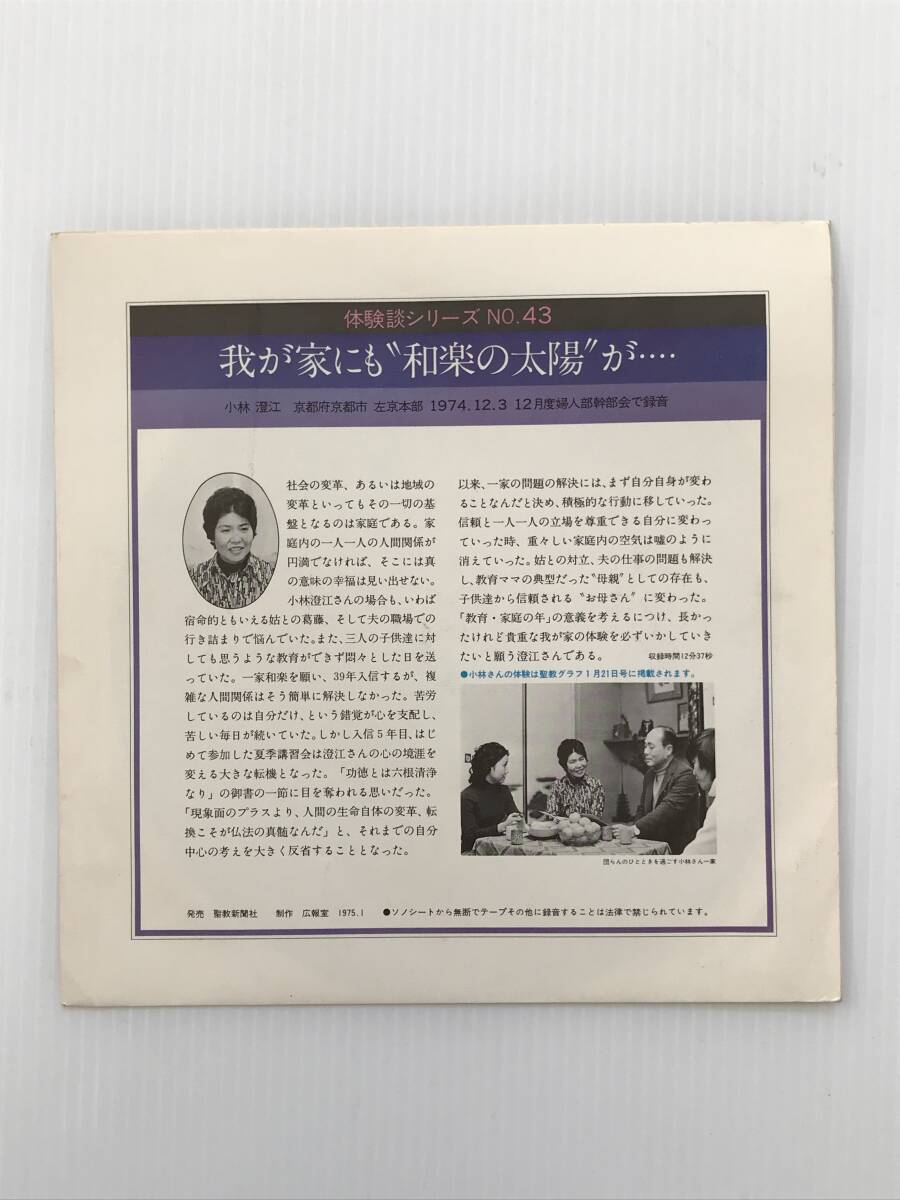 体験談シリーズ NO.43
我が家にも〝和楽の太陽〟が‥‥
小林 澄江 京都府京都市 左京本部 1974.12.3 12月度婦人部幹部会で録音
社会の変革、あるいは地域の
変革といってもその一切の基
盤となるのは家庭である。家
庭内の一人一人の人間関係が
円満でなければ、そこには真
の意味の幸福は見い出せない。
小林澄江さんの場合も、いわば
宿命的ともいえる姑との葛藤、そして夫の職場での
行き詰まりで悩んでいた。また、三人の子供達に対
しても思うような教育ができず悶々とした日を送
っていた。一家和楽を願い、39年入信するが、複
雑な人間関係はそう簡単に解決しなかった。苦労
しているのは自分だけ、という錯覚が心を支配し、
苦しい毎日が続いていた。しかし入信5年目、はじ
めて参加した夏季講習会は澄江さんの心の境涯を
変える大きな転機となった。「功徳とは六根清浄
なり」の御書の一節に目を奪われる思いだった。
「現象面のプラスより、人間の生命自体の変革、転
換こそが仏法の真髄なんだ」と、それまでの自分
中心の考えを大きく反省することとなった。
以来、一家の問題の解決には、まず自分自身が変わ
ることなんだと決め、積極的な行動に移していった。
信頼と一人一人の立場を尊重できる自分に変わっ
ていった時、重々しい家庭内の空気は嘘のように
消えていった。姑との対立、夫の仕事の問題も解決
し、教育ママの典型だった〝母親〟としての存在も、
子供達から信頼される〝お母さん〟に変わった。
「教育・家庭の年」の意義を考えるにつけ、長かっ
たけれど貴重な我が家の体験を必ずいかしていき
たいと願う澄江さんである。 収録時間12分37秒
●小林さんの体験は聖教グラフ1月21日号に掲載されます。
団らんのひとときを過ごす小林さん一家
発売 聖教新聞社 制作 広報室 1975.1 ●ソノシートから無断でテープその他に録音することは法律で禁じられています。